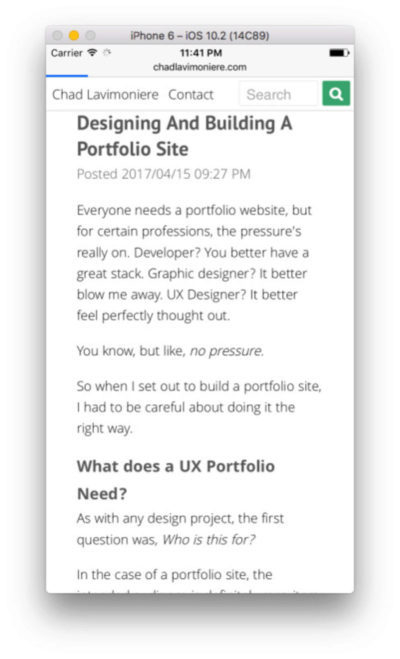 iPhone 6 – iOS 10.2 (14C89)
Carrier 11:41 PM
chadlavimoniere.com
Chad Lavimoniere Contact Search
Designing And Building A
Portfolio Site
Posted 2017/04/15 09:27 PM
Everyone needs a portfolio website, but
for certain professions, the pressure's
really on. Developer? You better have a
great stack. Graphic designer? It better
blow me away. UX Designer? It better
feel perfectly thought out.
You know, but like, no pressure.
So when I set out to build a portfolio site,
I had to be careful about doing it the
right way.
What does a UX Portfolio
Need?
As with any design project, the first
question was, Who is this for?
In the case of a portfolio site, the